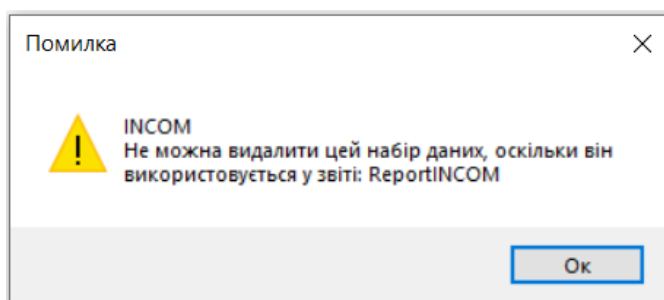 Помилка
INCOM
Не можна видалити цей набір даних, оскільки він
використовується у звіті: ReportINCOM
Ок